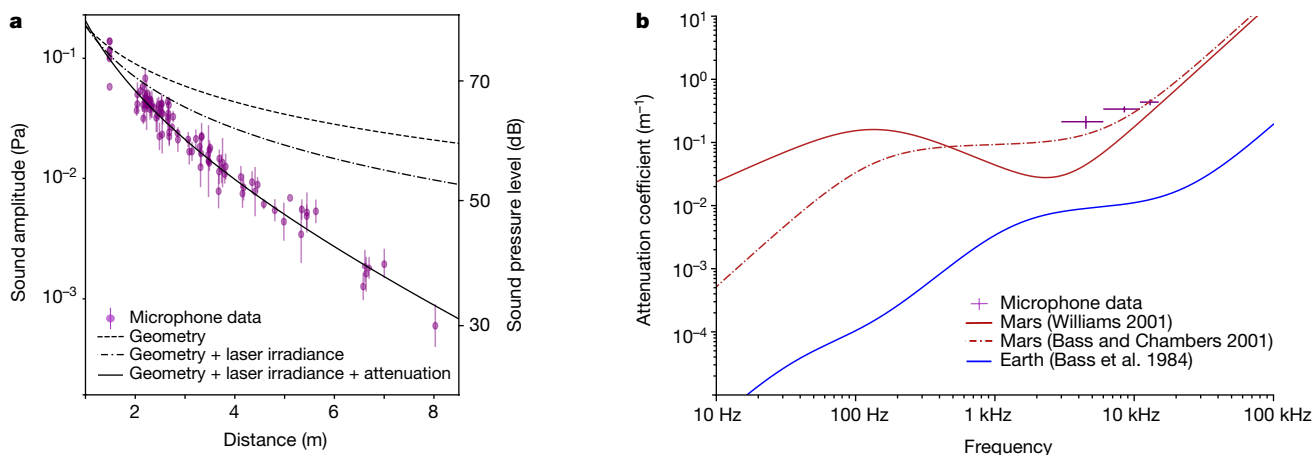 a
10⁻¹
10⁻²
10⁻³
Sound amplitude (Pa)
70
50
30
Sound pressure level (dB)
Microphone data
Geometry
Geometry + laser irradiance
Geometry + laser irradiance + attenuation
2 4 6 8
Distance (m)
b
10¹
10⁰
10⁻¹
10⁻²
10⁻³
10⁻⁴
Attenuation coefficient (m⁻¹)
Microphone data
Mars (Williams 2001)
Mars (Bass and Chambers 2001)
Earth (Bass et al. 1984)
10 Hz 100 Hz 1 kHz 10 kHz 100 kHz
Frequency